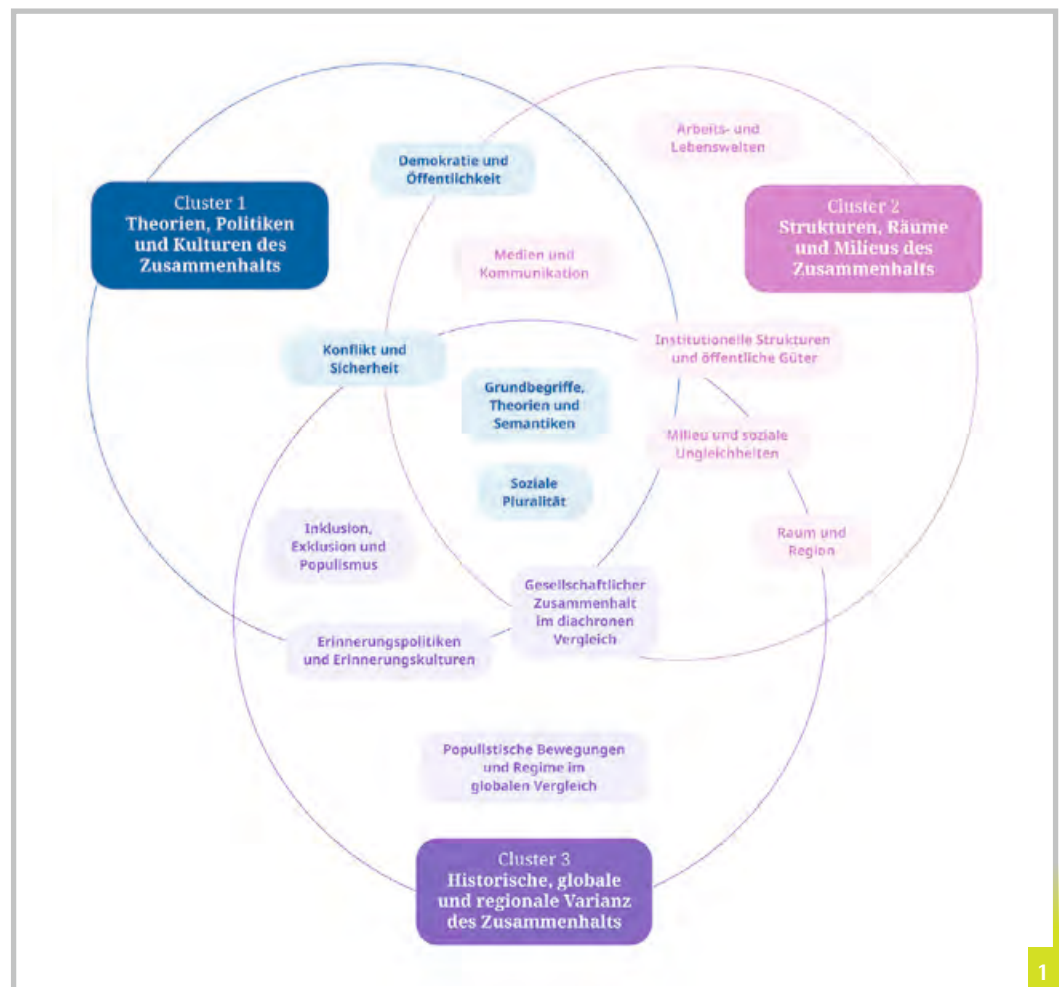 Arbeits- und
Lebenswelten
Demokratie und
Öffentlichkeit
Cluster 1
Theorien, Politiken
und Kulturen des
Zusammenhalts
Cluster 2
Strukturen, Räume
und Milieus des
Zusammenhalts
Medien und
Kommunikation
Konflikt und
Sicherheit
Institutionelle Strukturen
und öffentliche Güter
Grundbegriffe,
Theorien und
Semantiken
Milieu und soziale
Ungleichheiten
Soziale
Pluralität
Inklusion,
Exklusion und
Populismus
Raum und
Region
Gesellschaftlicher
Zusammenhalt
im diachronen
Vergleich
Erinnerungspolitiken
und Erinnerungskulturen
Populistische Bewegungen
und Regime im
globalen Vergleich
Cluster 3
Historische, globale
und regionale Varianz
des Zusammenhalts
1